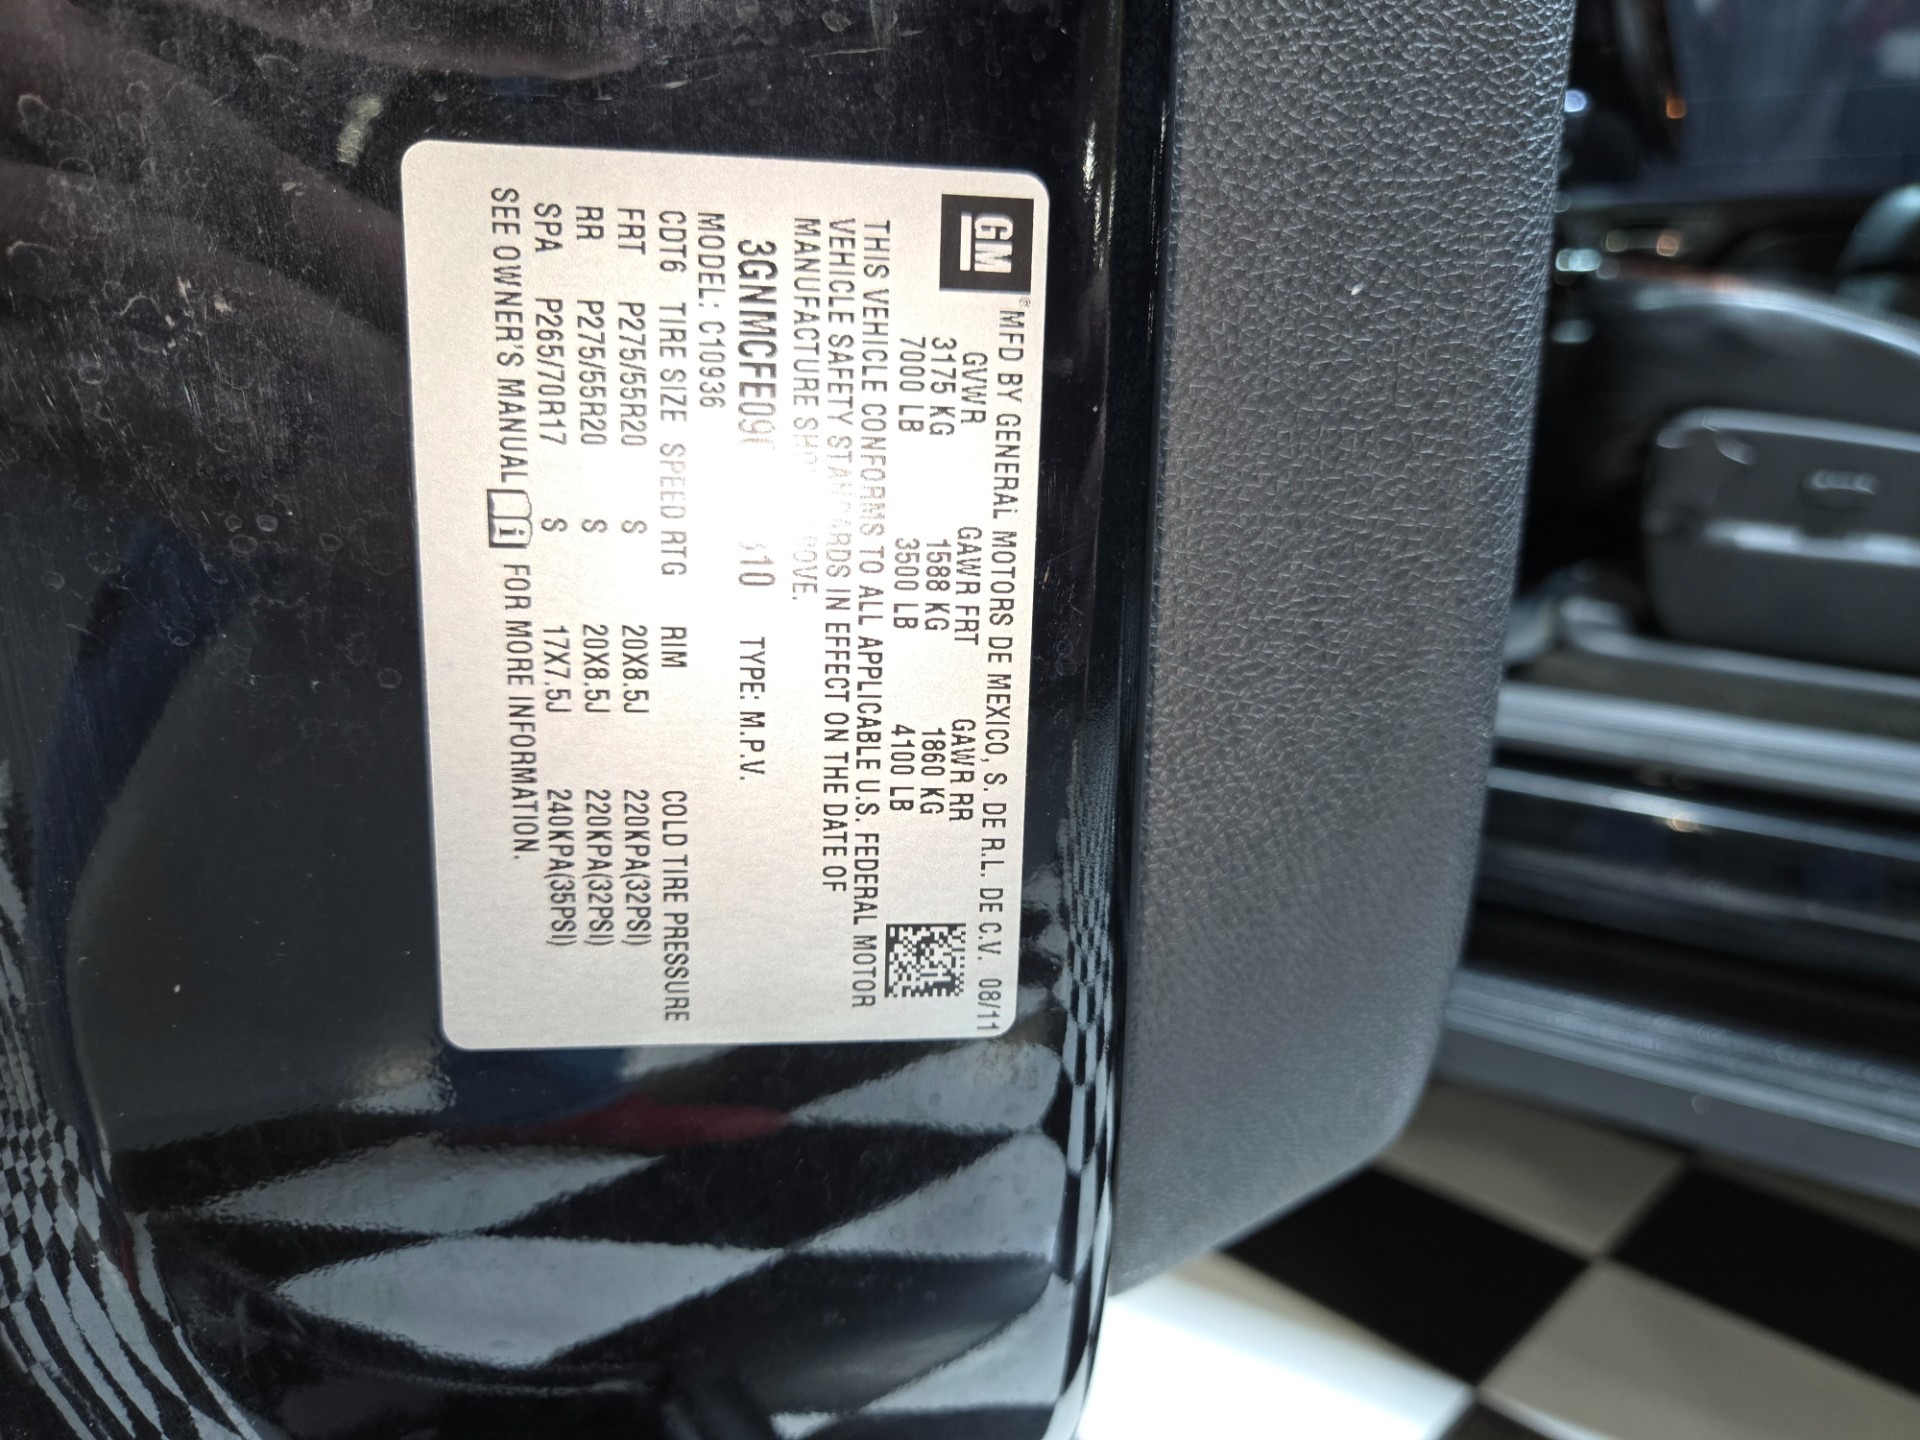 GM
MFD BY GENERAL MOTORS DE MEXICO, S. DE R.L. DE C.V. 08/11
GVWR GAWR FRT GAWR RR
3175 KG 1588 KG 1860 KG
7000 LB 3500 LB 4100 LB
THIS VEHICLE CONFORMS TO ALL APPLICABLE U.S. FEDERAL MOTOR
VEHICLE SAFETY STANDARDS IN EFFECT ON THE DATE OF
MANUFACTURE
TYPE: M.P.V.
MODEL: C10936
CDT6 TIRE SIZE SPEED RTG RIM COLD TIRE PRESSURE
FRT P275/55R20 S 20X8.5J 220KPA(32PSI)
RR P275/55R20 S 20X8.5J 220KPA(32PSI)
SPA P265/70R17 S 17X7.5J 240KPA(35PSI)
SEE OWNER'S MANUAL i FOR MORE INFORMATION.